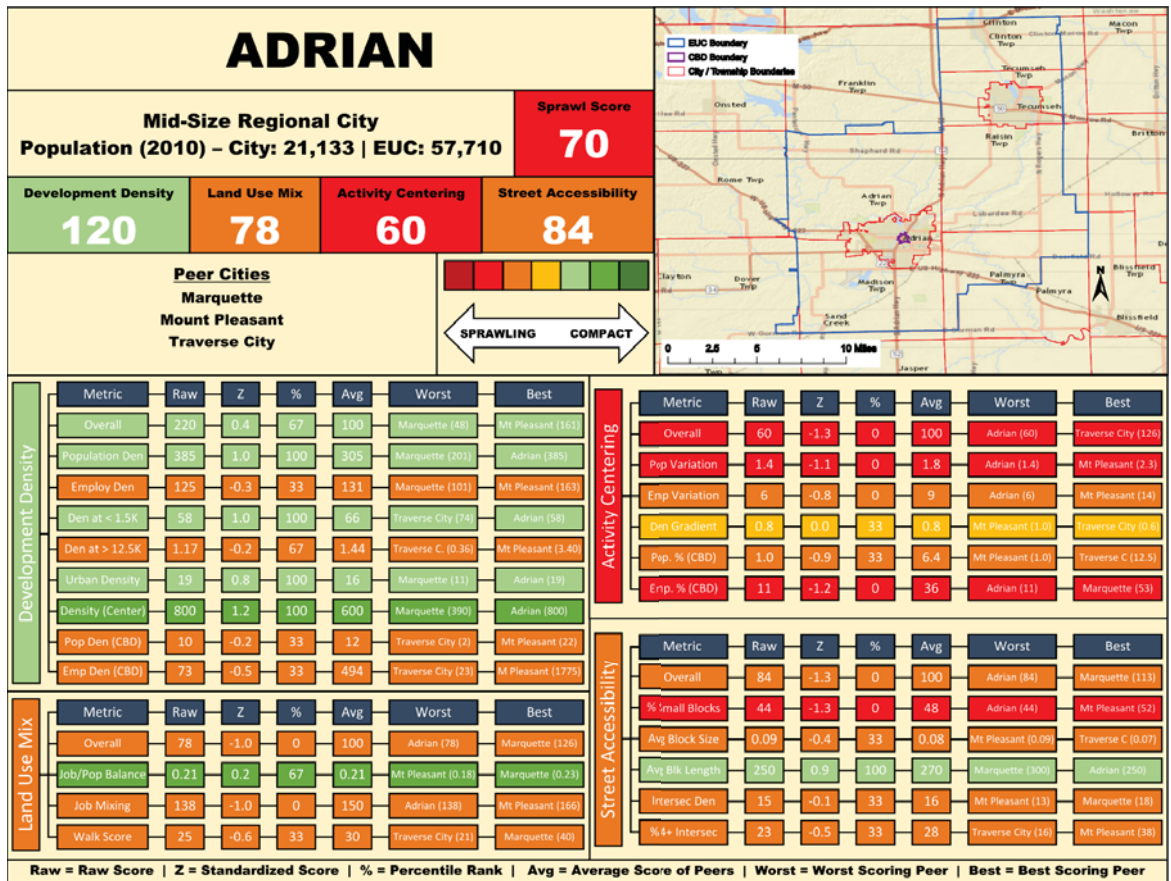 ADRIAN
Mid-Size Regional City
Population (2010) – City: 21,133 | EUC: 57,710
Sprawl Score
70
Development Density
120
Land Use Mix
78
Activity Centering
60
Street Accessibility
84
Peer Cities
Marquette
Mount Pleasant
Traverse City
SPRAWLING COMPACT
EUC Boundary
CBD Boundary
City / Township Boundaries
Clinton
Clinton Twp
Macon Twp
Tecumseh Twp
Tecumseh
Franklin Twp
Onsted
Raisin Twp
Britton
Shepherd Rd
Rome Twp
Adrian Twp
Adrian
Laberdee Rd
Holloway Rd
Deerfield Rd
US Highway 223
Clayton
Dover Twp
Madison Twp
Palmyra Twp
Palmyra
Blissfield Twp
Blissfield
Sand Creek
Jasper
N
0 2.5 5 10 Miles
Development Density
Metric Raw Z % Avg Worst Best
Overall 220 0.4 67 100 Marquette (48) Mt Pleasant (161)
Population Den 385 1.0 100 305 Marquette (201) Adrian (385)
Employ Den 125 -0.3 33 131 Marquette (101) Mt Pleasant (163)
Den at < 1.5K 58 1.0 100 66 Traverse City (74) Adrian (58)
Den at > 12.5K 1.17 -0.2 67 1.44 Traverse C. (0.36) Mt Pleasant (3.40)
Urban Density 19 0.8 100 16 Marquette (11) Adrian (19)
Density (Center) 800 1.2 100 600 Marquette (390) Adrian (800)
Pop Den (CBD) 10 -0.2 33 12 Traverse City (2) Mt Pleasant (22)
Emp Den (CBD) 73 -0.5 33 494 Traverse City (23) M Pleasant (1775)
Land Use Mix
Metric Raw Z % Avg Worst Best
Overall 78 -1.0 0 100 Adrian (78) Marquette (126)
Job/Pop Balance 0.21 0.2 67 0.21 Mt Pleasant (0.18) Marquette (0.23)
Job Mixing 138 -1.0 0 150 Adrian (138) Mt Pleasant (166)
Walk Score 25 -0.6 33 30 Traverse City (21) Marquette (40)
Activity Centering
Metric Raw Z % Avg Worst Best
Overall 60 -1.3 0 100 Adrian (60) Traverse City (126)
Pop Variation 1.4 -1.1 0 1.8 Adrian (1.4) Mt Pleasant (2.3)
Emp Variation 6 -0.8 0 9 Adrian (6) Mt Pleasant (14)
Den Gradient 0.8 0.0 33 0.8 Mt Pleasant (1.0) Traverse City (0.6)
Pop. % (CBD) 1.0 -0.9 33 6.4 Mt Pleasant (1.0) Traverse C (12.5)
Emp. % (CBD) 11 -1.2 0 36 Adrian (11) Marquette (53)
Street Accessibility
Metric Raw Z % Avg Worst Best
Overall 84 -1.3 0 100 Adrian (84) Marquette (113)
% Small Blocks 44 -1.3 0 48 Adrian (44) Mt Pleasant (52)
Avg Block Size 0.09 -0.4 33 0.08 Mt Pleasant (0.09) Traverse C (0.07)
Avg Blk Length 250 0.9 100 270 Marquette (300) Adrian (250)
Intersec Den 15 -0.1 33 16 Mt Pleasant (13) Marquette (18)
%4+ Intersec 23 -0.5 33 28 Traverse City (16) Mt Pleasant (38)
Raw = Raw Score | Z = Standardized Score | % = Percentile Rank | Avg = Average Score of Peers | Worst = Worst Scoring Peer | Best = Best Scoring Peer